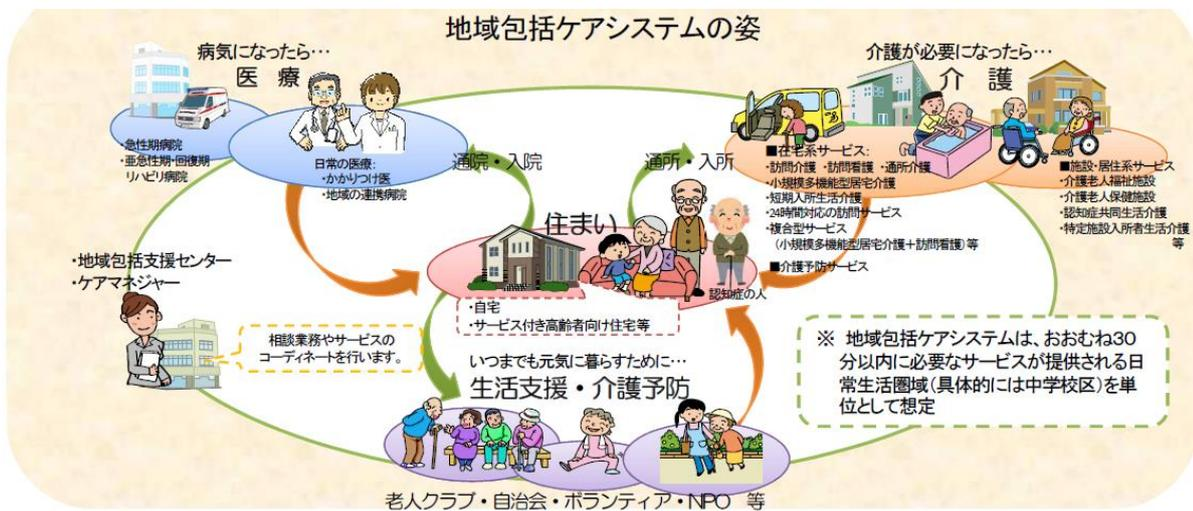 地域包括ケアシステムの姿
病気になったら…
医療
・急性期病院
・亜急性期・回復期
リハビリ病院
日常の医療:
・かかりつけ医
・地域の連携病院
通院・入院
通所・入所
介護が必要になったら…
介護
■在宅系サービス:
・訪問介護 ・訪問看護 ・通所介護
・小規模多機能型居宅介護
・短期入所生活介護
・24時間対応の訪問サービス
・複合型サービス
(小規模多機能型居宅介護+訪問看護)等
■介護予防サービス
■施設・居住系サービス
・介護老人福祉施設
・介護老人保健施設
・認知症共同生活介護
・特定施設入所者生活介護
等
住まい
認知症の人
・自宅
・サービス付き高齢者向け住宅等
・地域包括支援センター
・ケアマネジャー
相談業務やサービスの
コーディネートを行います。
いつまでも元気に暮らすために…
生活支援・介護予防
老人クラブ・自治会・ボランティア・NPO 等
※ 地域包括ケアシステムは、おおむね30
分以内に必要なサービスが提供される日
常生活圏域(具体的には中学校区)を単
位として想定